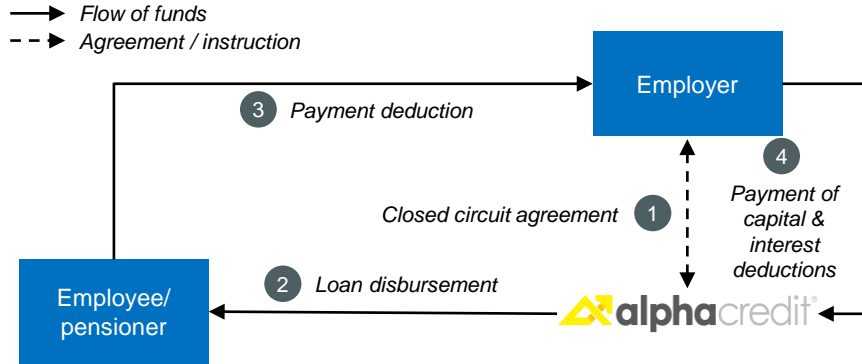 Flow of funds
Agreement / instruction
Employer
3 Payment deduction
4
Closed circuit agreement 1
Payment of
capital &
interest
deductions
2 Loan disbursement
Employee/
pensioner
alphacredit®